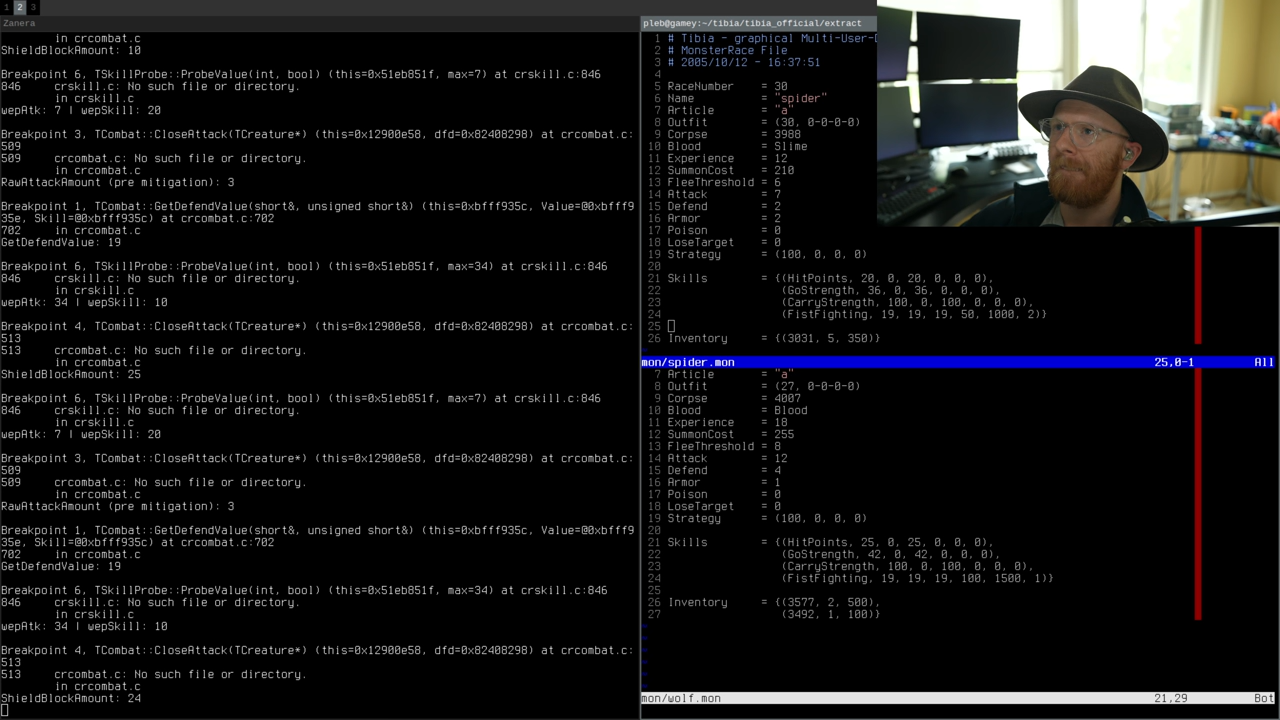 1 2 3
Zanera
in crcombat.c
ShieldBlockAmount: 10
Breakpoint 6, TSkillProbe::ProbeValue(int, bool) (this=0x51eb851f, max=7) at crskill.c:846
846 crskill.c: No such file or directory.
in crskill.c
wepAtk: 7 | wepSkill: 20
Breakpoint 3, TCombat::CloseAttack(TCreature*) (this=0x12900e58, dfd=0x82408298) at crcombat.c:
509
509 crcombat.c: No such file or directory.
in crcombat.c
RawAttackAmount (pre mitigation): 3
Breakpoint 1, TCombat::GetDefendValue(short&, unsigned short&) (this=0xbfff935c, Value=@0xbfff9
35e, Skill=@0xbfff935c) at crcombat.c:702
702 in crcombat.c
GetDefendValue: 19
Breakpoint 6, TSkillProbe::ProbeValue(int, bool) (this=0x51eb851f, max=34) at crskill.c:846
846 crskill.c: No such file or directory.
in crskill.c
wepAtk: 34 | wepSkill: 10
Breakpoint 4, TCombat::CloseAttack(TCreature*) (this=0x12900e58, dfd=0x82408298) at crcombat.c:
513
513 crcombat.c: No such file or directory.
in crcombat.c
ShieldBlockAmount: 25
Breakpoint 6, TSkillProbe::ProbeValue(int, bool) (this=0x51eb851f, max=7) at crskill.c:846
846 crskill.c: No such file or directory.
in crskill.c
wepAtk: 7 | wepSkill: 20
Breakpoint 3, TCombat::CloseAttack(TCreature*) (this=0x12900e58, dfd=0x82408298) at crcombat.c:
509
509 crcombat.c: No such file or directory.
in crcombat.c
RawAttackAmount (pre mitigation): 3
Breakpoint 1, TCombat::GetDefendValue(short&, unsigned short&) (this=0xbfff935c, Value=@0xbfff9
35e, Skill=@0xbfff935c) at crcombat.c:702
702 in crcombat.c
GetDefendValue: 19
Breakpoint 6, TSkillProbe::ProbeValue(int, bool) (this=0x51eb851f, max=34) at crskill.c:846
846 crskill.c: No such file or directory.
in crskill.c
wepAtk: 34 | wepSkill: 10
Breakpoint 4, TCombat::CloseAttack(TCreature*) (this=0x12900e58, dfd=0x82408298) at crcombat.c:
513
513 crcombat.c: No such file or directory.
in crcombat.c
ShieldBlockAmount: 24
pleb@gamey:~/tibia/tibia_official/extract
1 # Tibia - graphical Multi-User-D
2 # MonsterRace File
3 # 2005/10/12 - 16:37:51
4
5 RaceNumber = 30
6 Name = "spider"
7 Article = "a"
8 Outfit = (30, 0-0-0-0)
9 Corpse = 3988
10 Blood = Slime
11 Experience = 12
12 SummonCost = 210
13 FleeThreshold = 6
14 Attack = 7
15 Defend = 2
16 Armor = 2
17 Poison = 0
18 LoseTarget = 0
19 Strategy = (100, 0, 0, 0)
20
21 Skills = {(HitPoints, 20, 0, 20, 0, 0, 0),
22 (GoStrength, 36, 0, 36, 0, 0, 0),
23 (CarryStrength, 100, 0, 100, 0, 0, 0),
24 (FistFighting, 19, 19, 19, 50, 1000, 2)}
25
26 Inventory = {(3031, 5, 350)}
mon/spider.mon 25,0-1 All
7 Article = "a"
8 Outfit = (27, 0-0-0-0)
9 Corpse = 4007
10 Blood = Blood
11 Experience = 18
12 SummonCost = 255
13 FleeThreshold = 8
14 Attack = 12
15 Defend = 4
16 Armor = 1
17 Poison = 0
18 LoseTarget = 0
19 Strategy = (100, 0, 0, 0)
20
21 Skills = {(HitPoints, 25, 0, 25, 0, 0, 0),
22 (GoStrength, 42, 0, 42, 0, 0, 0),
23 (CarryStrength, 100, 0, 100, 0, 0, 0),
24 (FistFighting, 19, 19, 19, 100, 1500, 1)}
25
26 Inventory = {(3577, 2, 500),
27 (3492, 1, 100)}
~
~
~
~
~
~
mon/wolf.mon 21,29 Bot